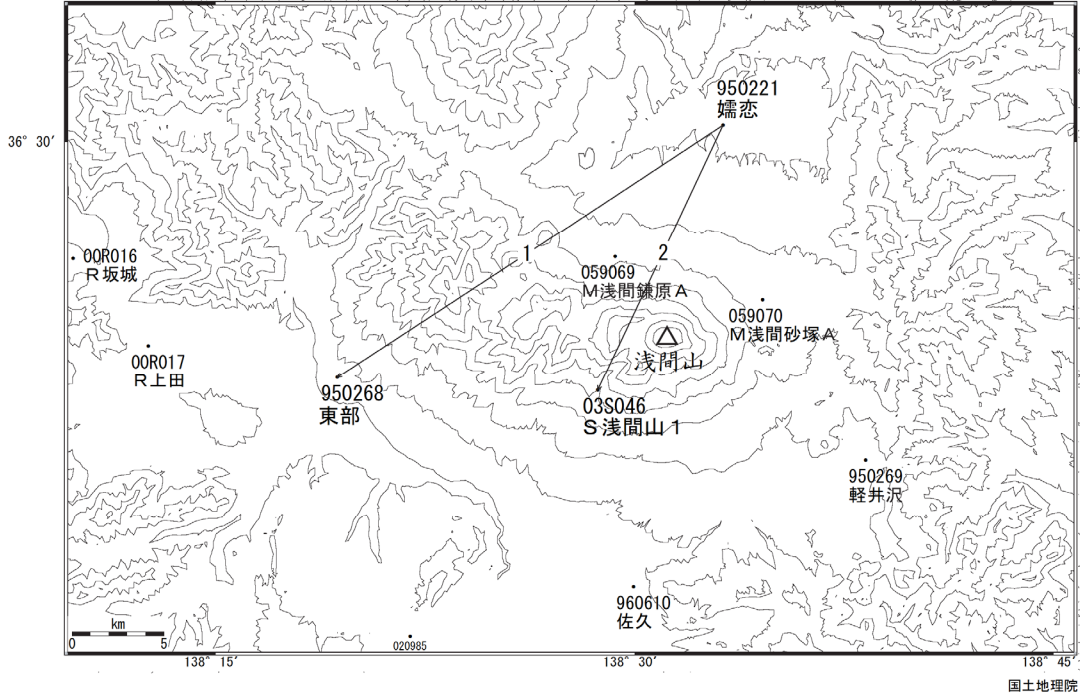 950221
嬬恋
36° 30'
1
2
00R016
R坂城
059069
M浅間鎌原A
059070
M浅間砂塚A
浅間山
00R017
R上田
950268
東部
03S046
S浅間山1
950269
軽井沢
960610
佐久
km
0 5
020985
138° 15'
138° 30'
138° 45'
国土地理院